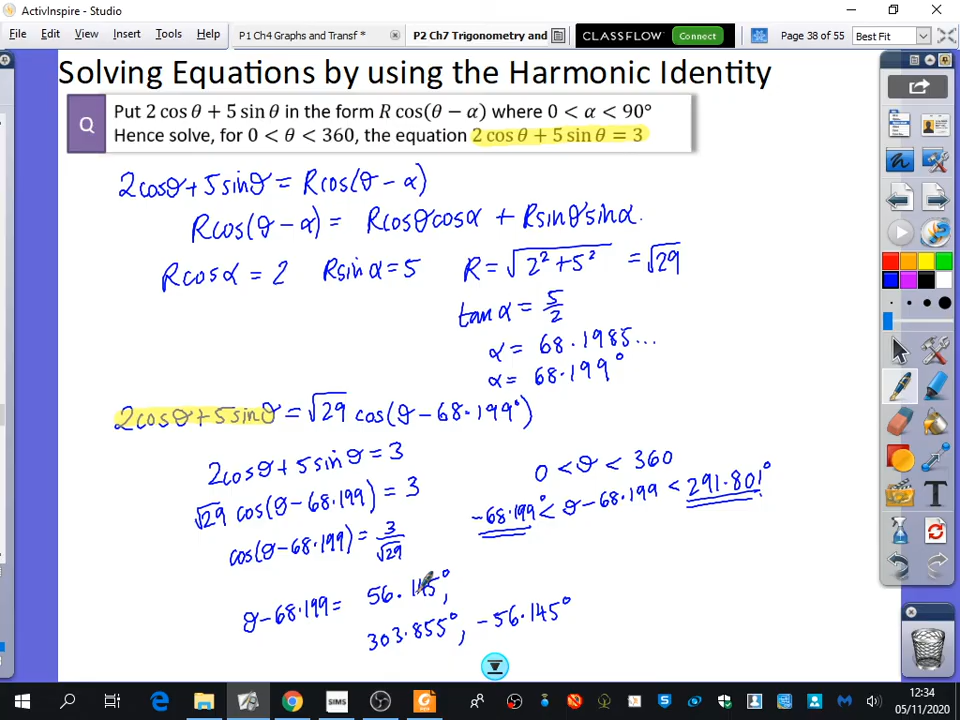 ActivInspire - Studio
File Edit View Insert Tools Help P1 Ch4 Graphs and Transf * P2 Ch7 Trigonometry and CLASSFLOW Connect Page 38 of 55 Best Fit
Solving Equations by using the Harmonic Identity
Q
Put 2 cos θ + 5 sin θ in the form R cos(θ − α) where 0 < α < 90°
Hence solve, for 0 < θ < 360, the equation 2 cos θ + 5 sin θ = 3
2cosθ + 5sinθ = Rcos(θ − α)
Rcos(θ − α) = Rcosθcosα + Rsinθsinα.
Rcosα = 2 Rsinα = 5 R = √2² + 5² = √29
tanα = 5/2
α = 68.1985...
α = 68.199°
2cosθ + 5sinθ = √29 cos(θ − 68.199°)
2cosθ + 5sinθ = 3 0 < θ < 360
√29 cos(θ − 68.199) = 3 −68.199° < θ − 68.199 < 291.801°
cos(θ − 68.199) = 3/√29
θ − 68.199 = 56.145°,
303.855°, −56.145°
SIMS
12:34
05/11/2020